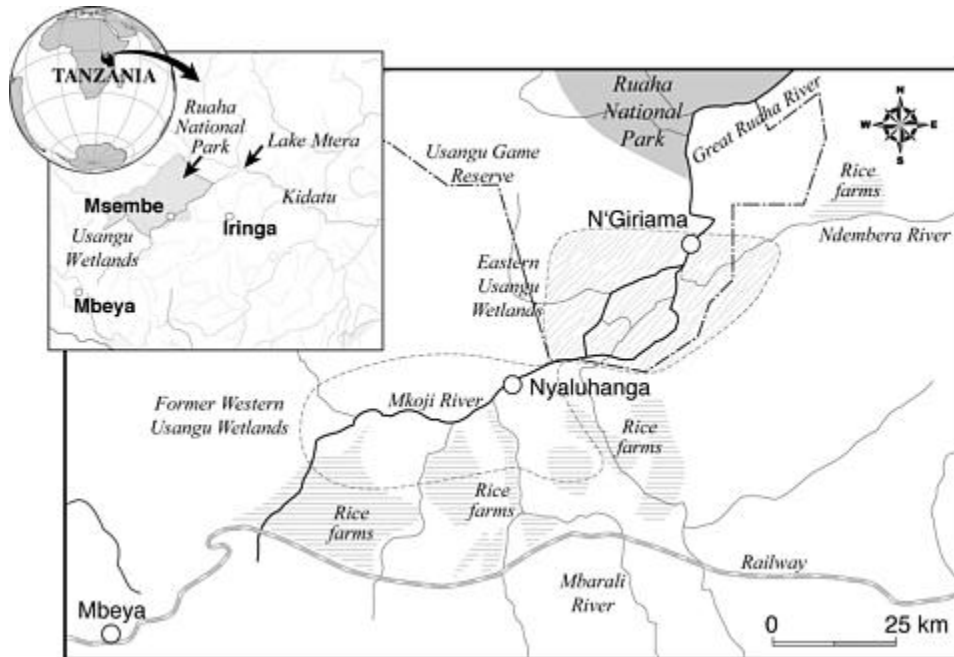 TANZANIA
Ruaha
National
Park
Lake Mtera
Kidatu
Msembe
Iringa
Usangu
Wetlands
Mbeya
Ruaha
National
Park
Great Ruaha River
N
W
E
S
Usangu Game
Reserve
Rice
farms
N'Giriama
Ndembera River
Eastern
Usangu
Wetlands
Nyaluhanga
Former Western
Usangu Wetlands
Mkoji River
Rice
farms
Rice
farms
Rice
farms
Railway
Mbarali
River
Mbeya
0
25 km